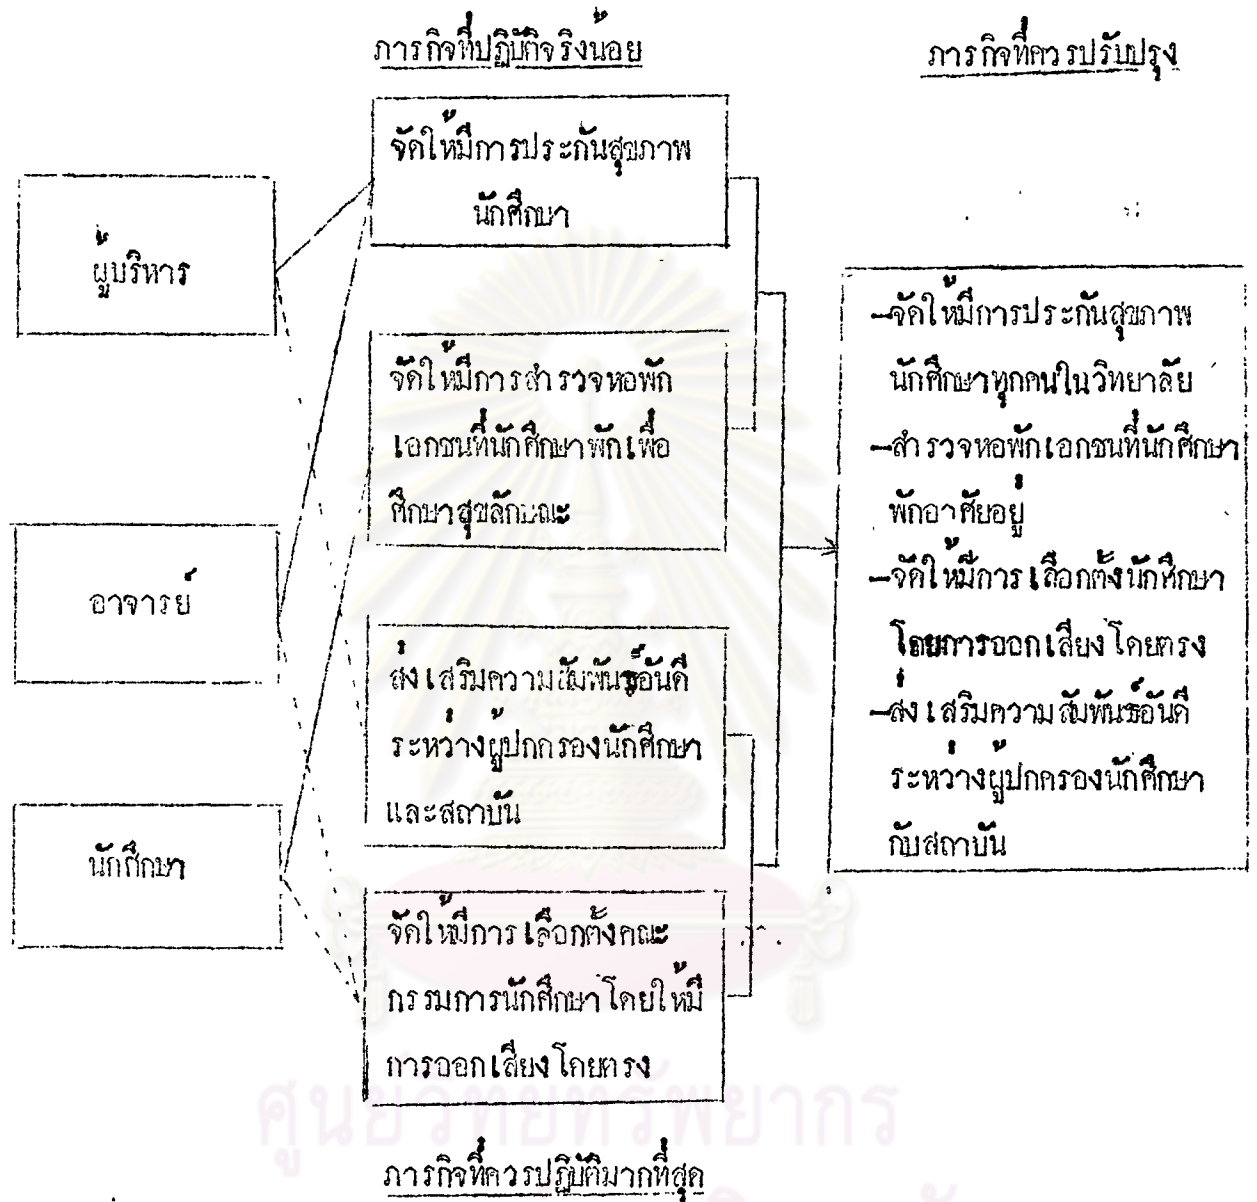 ภารกิจที่ปฏิบัติจริงน้อย
ภารกิจที่ควรปรับปรุง
ผู้บริหาร
อาจารย์
นักศึกษา
จัดให้มีการประกันสุขภาพ
นักศึกษา
จัดให้มีการสำรวจหอพัก
เอกชนที่นักศึกษาพักเพื่อ
ศึกษาสุขลักษณะ
ส่งเสริมความสัมพันธ์อันดี
ระหว่างผู้ปกครองนักศึกษา
และสถาบัน
จัดให้มีการเลือกตั้งคณะ
กรรมการนักศึกษาโดยให้มี
การออกเสียงโดยตรง
ภารกิจที่ควรปฏิบัติมากที่สุด
-จัดให้มีการประกันสุขภาพ
นักศึกษาทุกคนในวิทยาลัย
-สำรวจหอพักเอกชนที่นักศึกษา
พักอาศัยอยู่
-จัดให้มีการเลือกตั้งนักศึกษา
โดยการออกเสียงโดยตรง
-ส่งเสริมความสัมพันธ์อันดี
ระหว่างผู้ปกครองนักศึกษา
กับสถาบัน
ศูนย์วิทยทรัพยากร